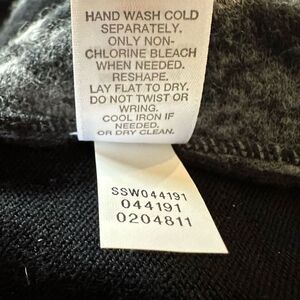 HAND WASH COLD
SEPARATELY.
ONLY NON-
CHLORINE BLEACH
WHEN NEEDED.
RESHAPE.
LAY FLAT TO DRY.
DO NOT TWIST OR
WRING.
COOL IRON IF
NEEDED.
OR DRY CLEAN.
SSW044191
044191
0204811